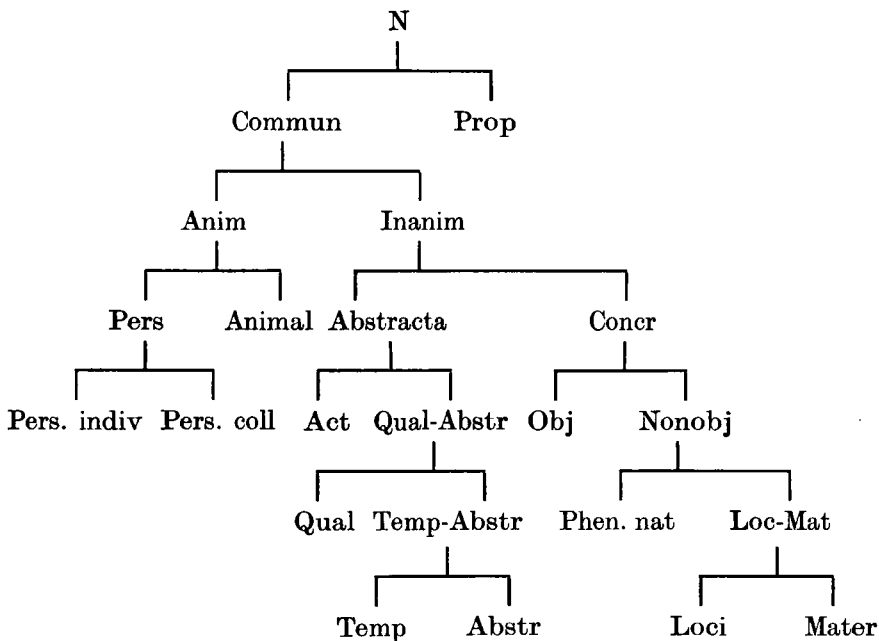 N
Commun Prop
Anim Inanim
Pers Animal Abstracta Concr
Pers. indiv Pers. coll Act Qual-Abstr Obj Nonobj
Qual Temp-Abstr Phen. nat Loc-Mat
Temp Abstr Loci Mater